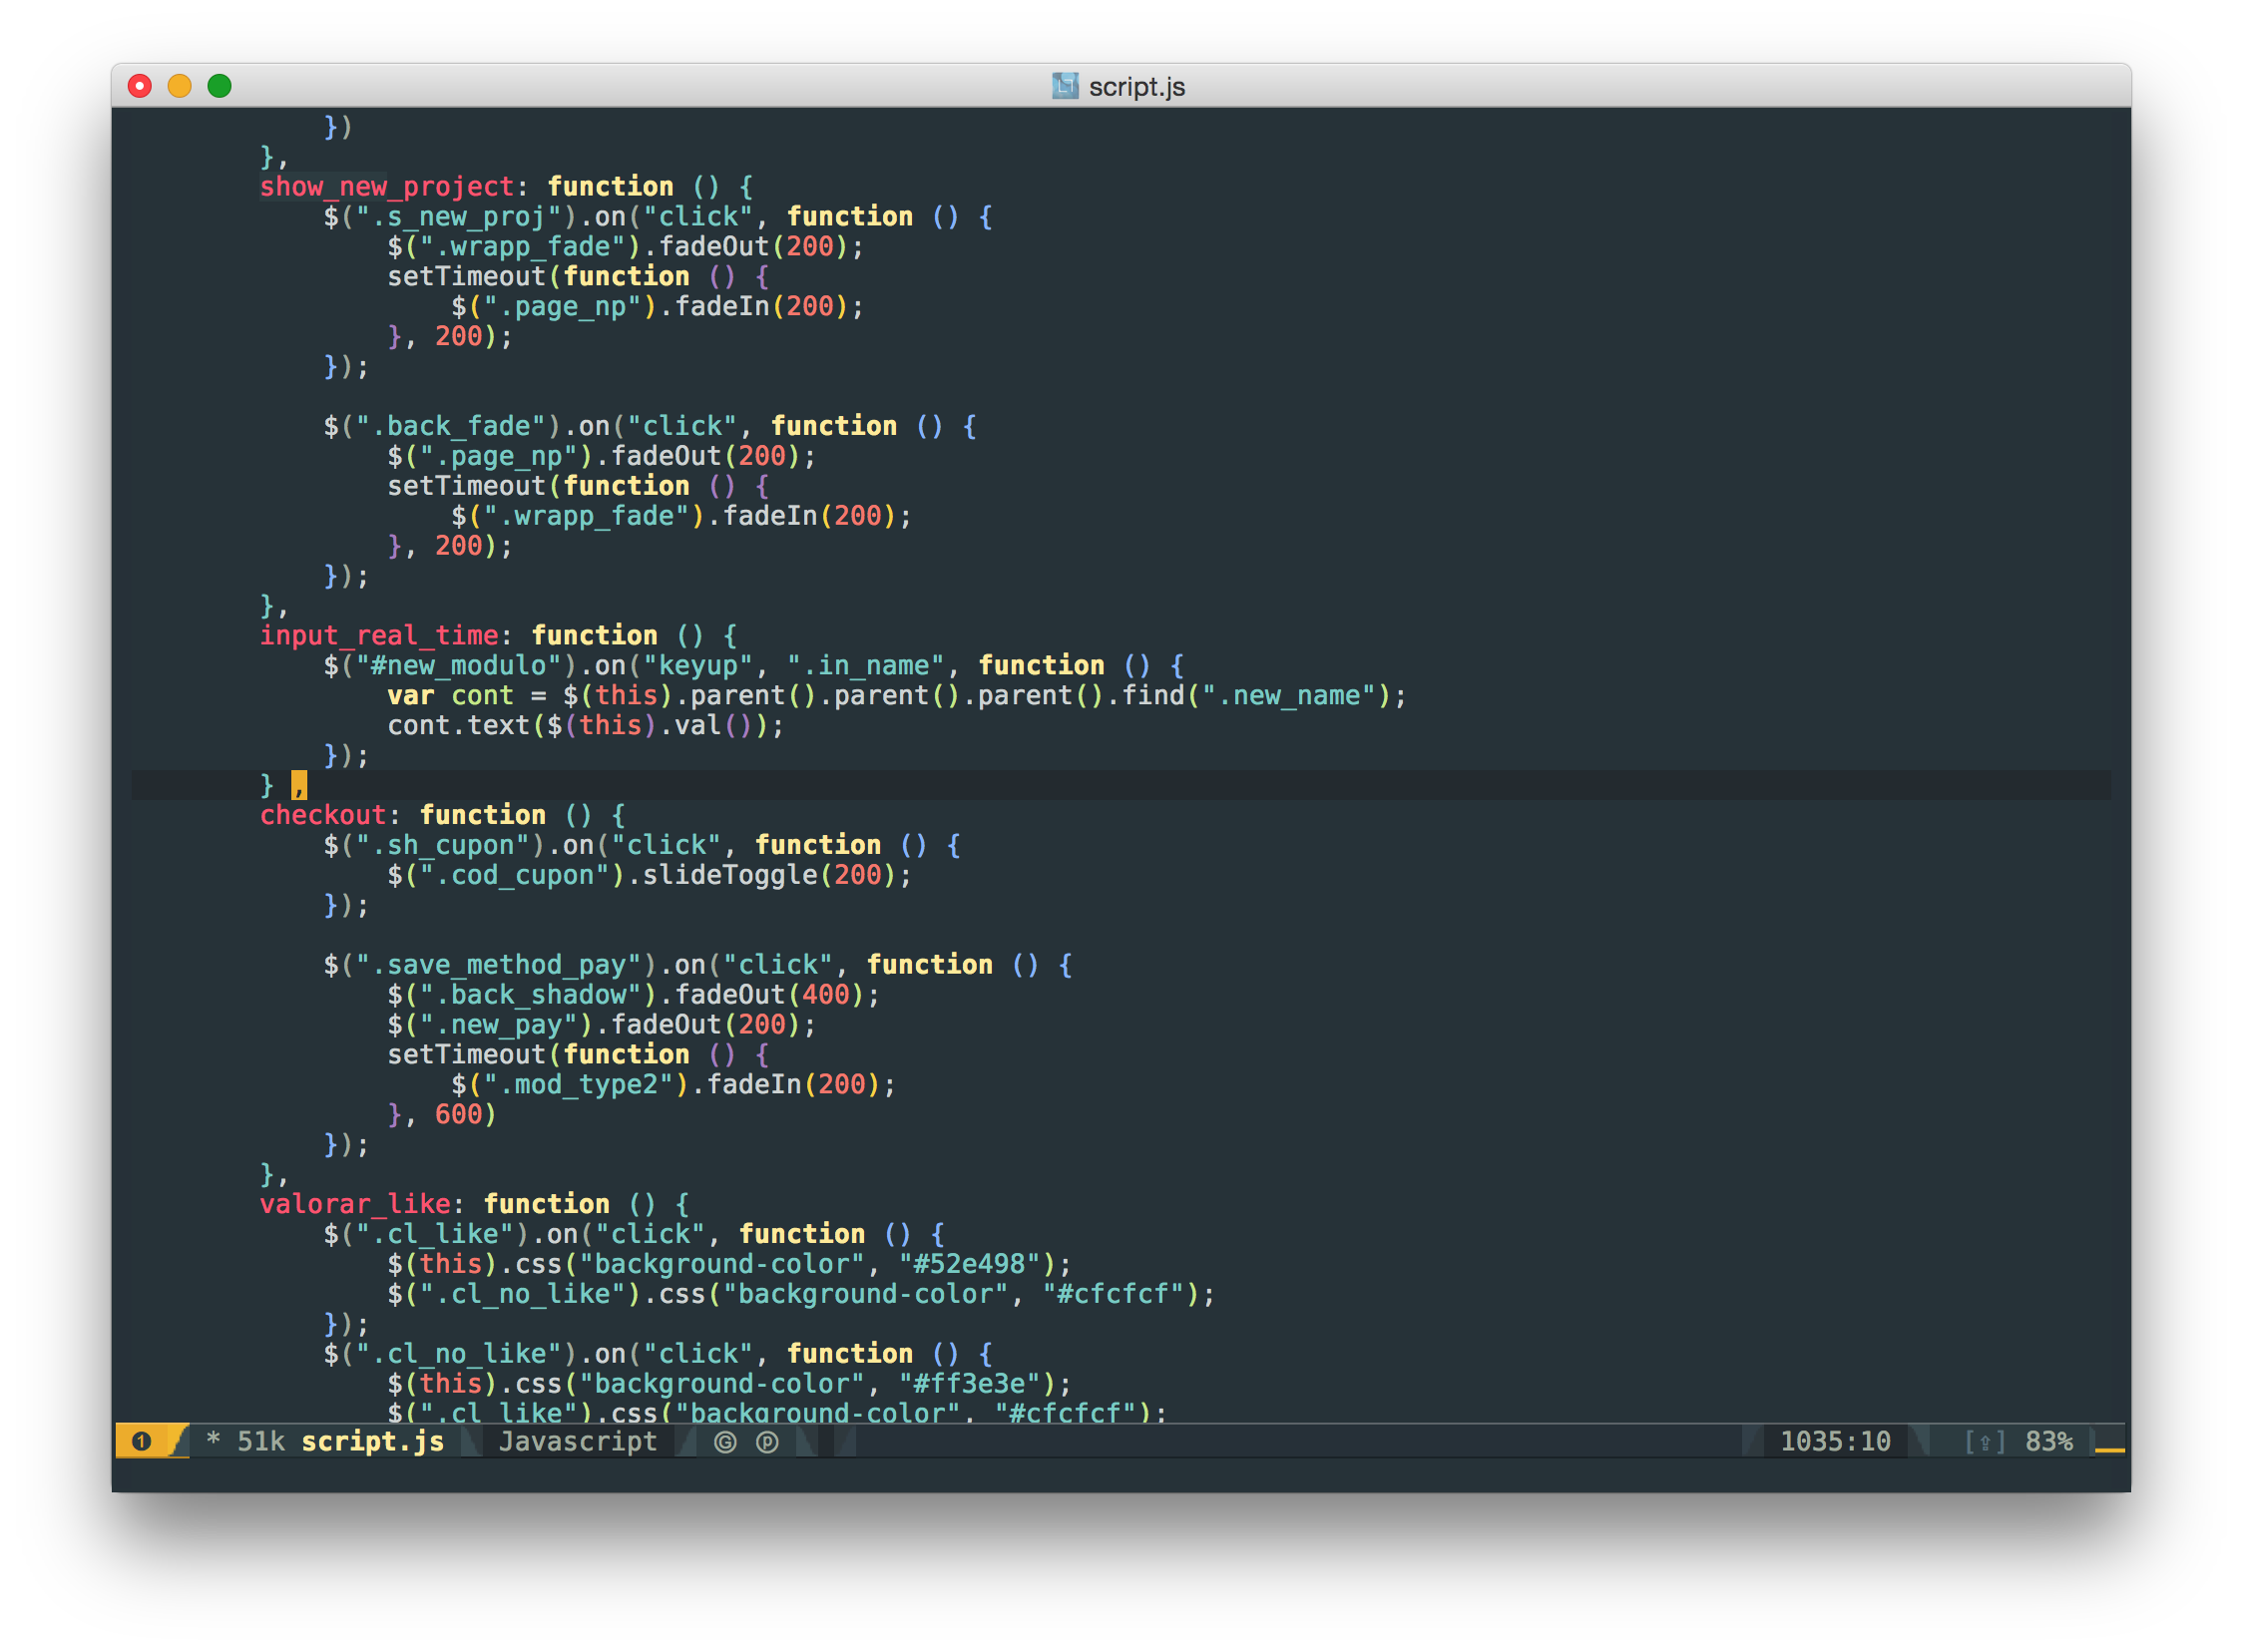 script.js
})
},
show_new_project: function () {
$(".s_new_proj").on("click", function () {
$(".wrapp_fade").fadeOut(200);
setTimeout(function () {
$(".page_np").fadeIn(200);
}, 200);
});
$(".back_fade").on("click", function () {
$(".page_np").fadeOut(200);
setTimeout(function () {
$(".wrapp_fade").fadeIn(200);
}, 200);
});
},
input_real_time: function () {
$("#new_modulo").on("keyup", ".in_name", function () {
var cont = $(this).parent().parent().parent().find(".new_name");
cont.text($(this).val());
});
} ,
checkout: function () {
$(".sh_cupon").on("click", function () {
$(".cod_cupon").slideToggle(200);
});
$(".save_method_pay").on("click", function () {
$(".back_shadow").fadeOut(400);
$(".new_pay").fadeOut(200);
setTimeout(function () {
$(".mod_type2").fadeIn(200);
}, 600)
});
},
valorar_like: function () {
$(".cl_like").on("click", function () {
$(this).css("background-color", "#52e498");
$(".cl_no_like").css("background-color", "#cfcfcf");
});
$(".cl_no_like").on("click", function () {
$(this).css("background-color", "#ff3e3e");
$(".cl_like").css("background-color", "#cfcfcf");
❶ * 51k script.js Javascript Ⓖ ⓟ 1035:10 [⇪] 83%